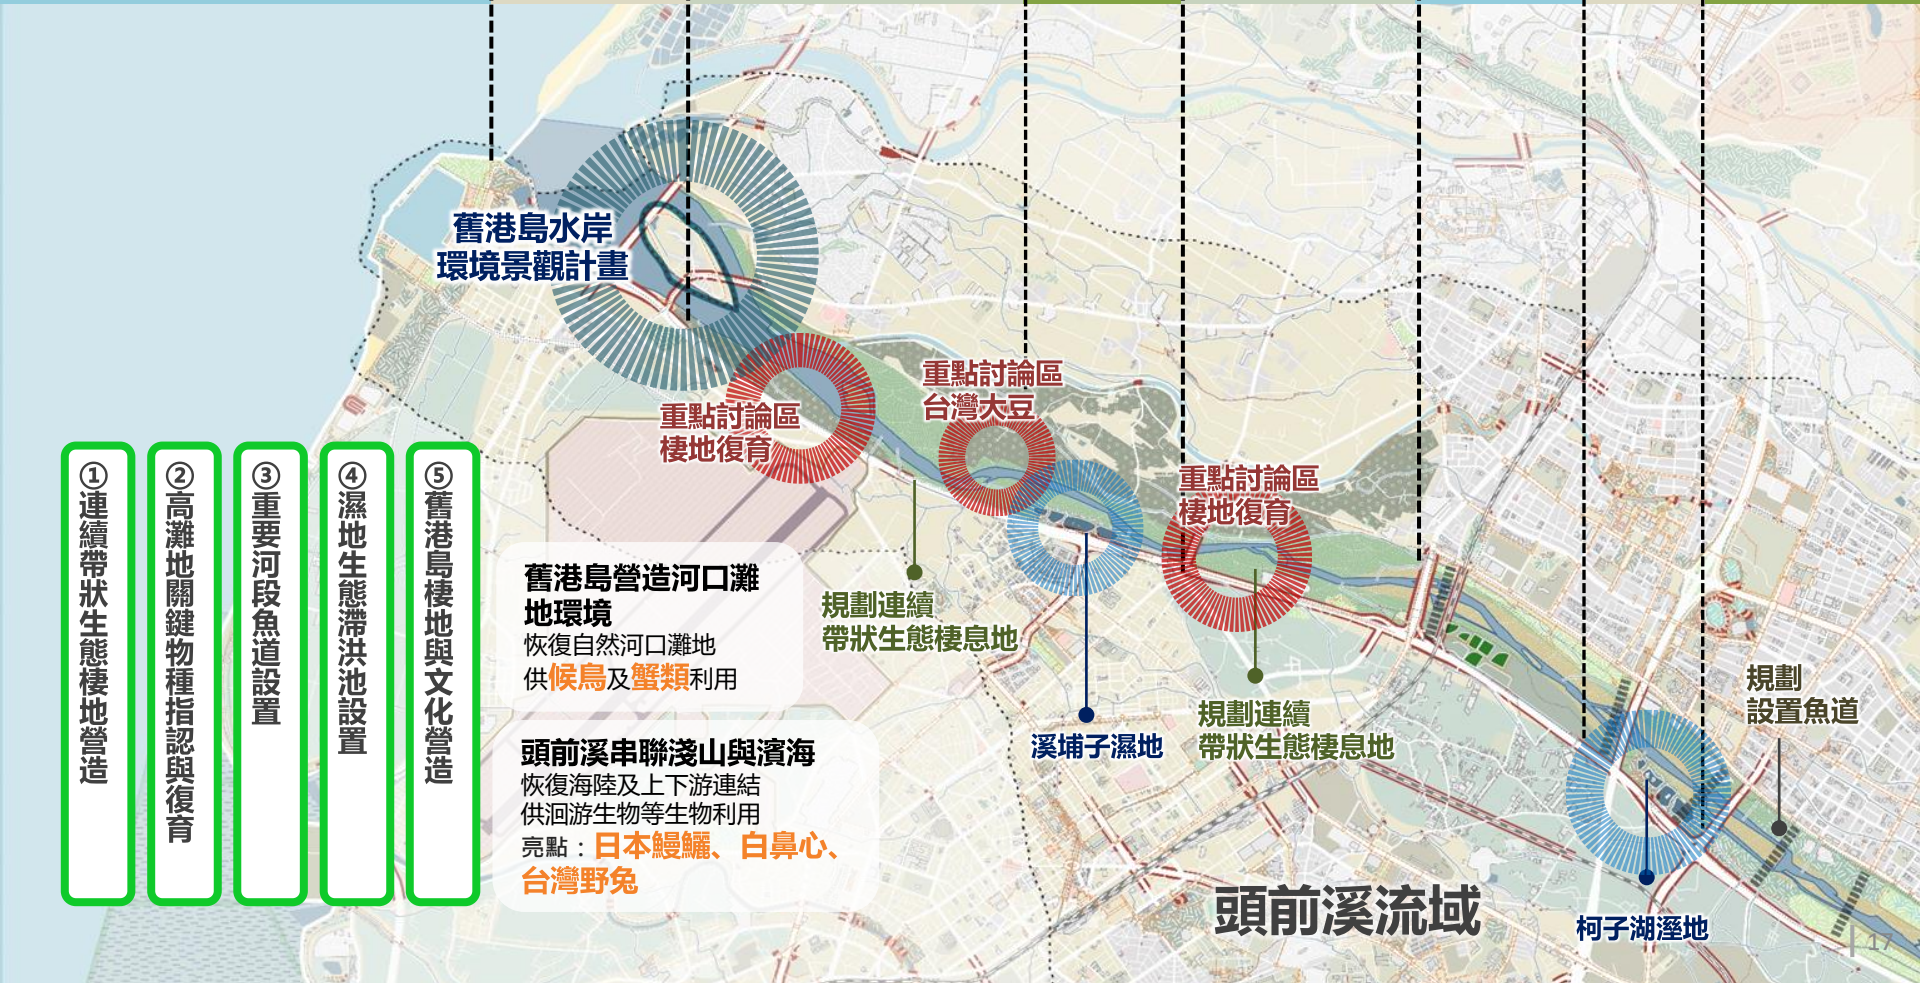 舊港島水岸
環境景觀計畫
重點討論區
棲地復育
重點討論區
台灣大豆
重點討論區
棲地復育
①連續帶狀生態棲地營造
②高灘地關鍵物種指認與復育
③重要河段魚道設置
④濕地生態滯洪池設置
⑤舊港島棲地與文化營造
舊港島營造河口灘
地環境
恢復自然河口灘地
供候鳥及蟹類利用
頭前溪串聯淺山與濱海
恢復海陸及上下游連結
供洄游生物等生物利用
亮點：日本鰻鱺、白鼻心、
台灣野兔
規劃連續
帶狀生態棲息地
溪埔子濕地
規劃連續
帶狀生態棲息地
規劃
設置魚道
頭前溪流域
柯子湖溼地
17